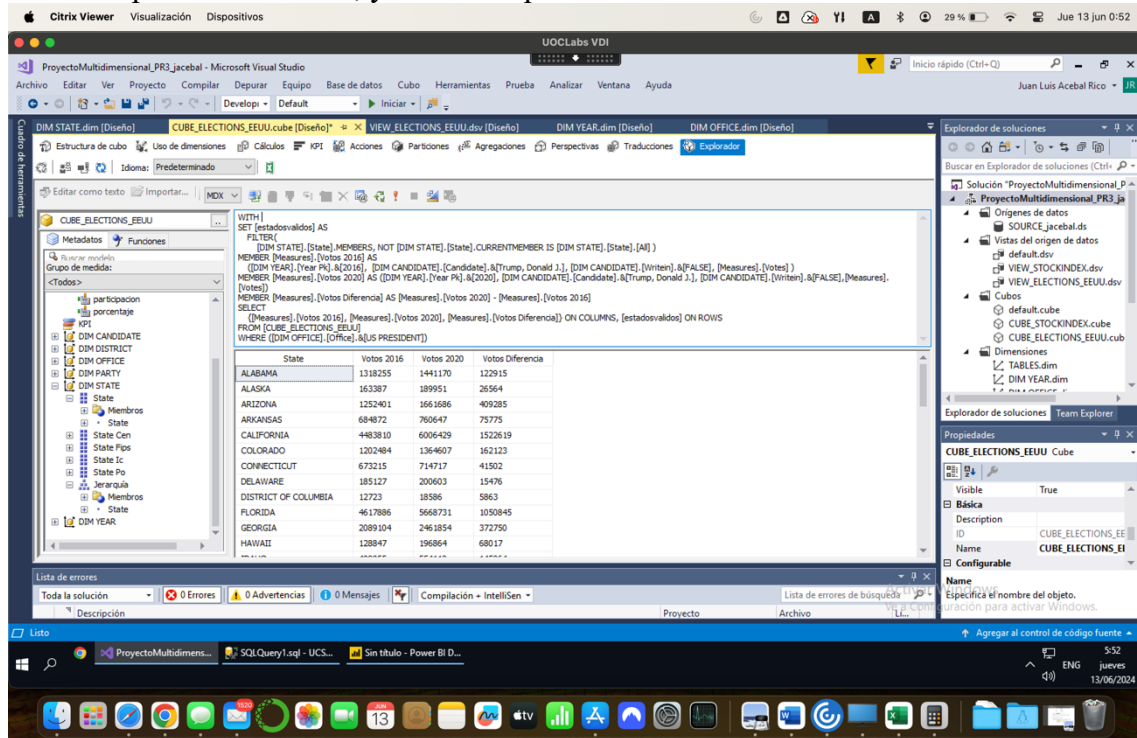 Citrix Viewer Visualización Dispositivos
29 % Jue 13 jun 0:52
UOCLabs VDI
ProyectoMultidimensional_PR3_jacebal - Microsoft Visual Studio
Inicio rápido (Ctrl+Q)
Archivo Editar Ver Proyecto Compilar Depurar Equipo Base de datos Cubo Herramientas Prueba Analizar Ventana Ayuda
Juan Luis Acebal Rico JR
Developı Default Iniciar
Cuadro de herramientas
DIM STATE.dim [Diseño] CUBE_ELECTIONS_EEUU.cube [Diseño]* VIEW_ELECTIONS_EEUU.dsv [Diseño] DIM YEAR.dim [Diseño] DIM OFFICE.dim [Diseño]
Estructura de cubo Uso de dimensiones Cálculos KPI Acciones Particiones Agregaciones Perspectivas Traducciones Explorador
Idioma: Predeterminado
Editar como texto Importar... MDX
CUBE_ELECTIONS_EEUU ..
Metadatos Funciones
Buscar modelo
Grupo de medida:
<Todos>
participacion
porcentaje
KPI
DIM CANDIDATE
DIM DISTRICT
DIM OFFICE
DIM PARTY
DIM STATE
State
Miembros
State
State Cen
State Fips
State Ic
State Po
Jerarquía
Miembros
State
DIM YEAR
WITH
SET [estadosvalidos] AS
FILTER(
[DIM STATE].[State].MEMBERS, NOT [DIM STATE].[State].CURRENTMEMBER IS [DIM STATE].[State].[All] )
MEMBER [Measures].[Votos 2016] AS
([DIM YEAR].[Year Pk].&[2016], [DIM CANDIDATE].[Candidate].&[Trump, Donald J.], [DIM CANDIDATE].[Writein].&[FALSE], [Measures].[Votes] )
MEMBER [Measures].[Votos 2020] AS ([DIM YEAR].[Year Pk].&[2020], [DIM CANDIDATE].[Candidate].&[Trump, Donald J.], [DIM CANDIDATE].[Writein].&[FALSE],[Measures].
[Votes])
MEMBER [Measures].[Votos Diferencia] AS [Measures].[Votos 2020] - [Measures].[Votos 2016]
SELECT
{[Measures].[Votos 2016], [Measures].[Votos 2020], [Measures].[Votos Diferencia]} ON COLUMNS, [estadosvalidos] ON ROWS
FROM [CUBE_ELECTIONS_EEUU]
WHERE ([DIM OFFICE].[Office].&[US PRESIDENT])
State Votos 2016 Votos 2020 Votos Diferencia
ALABAMA 1318255 1441170 122915
ALASKA 163387 189951 26564
ARIZONA 1252401 1661686 409285
ARKANSAS 684872 760647 75775
CALIFORNIA 4483810 6006429 1522619
COLORADO 1202484 1364607 162123
CONNECTICUT 673215 714717 41502
DELAWARE 185127 200603 15476
DISTRICT OF COLUMBIA 12723 18586 5863
FLORIDA 4617886 5668731 1050845
GEORGIA 2089104 2461854 372750
HAWAII 128847 196864 68017
Explorador de soluciones
Buscar en Explorador de soluciones (Ctrl+
Solución "ProyectoMultidimensional_P
ProyectoMultidimensional_PR3_ja
Orígenes de datos
SOURCE_jacebal.ds
Vistas del origen de datos
default.dsv
VIEW_STOCKINDEX.dsv
VIEW_ELECTIONS_EEUU.dsv
Cubos
default.cube
CUBE_STOCKINDEX.cube
CUBE_ELECTIONS_EEUU.cub
Dimensiones
TABLES.dim
DIM YEAR.dim
Explorador de soluciones Team Explorer
Propiedades
CUBE_ELECTIONS_EEUU Cube
Visible True
Básica
Description
ID CUBE_ELECTIONS_EE
Name CUBE_ELECTIONS_EI
Configurable
Name
Especifica el nombre del objeto.
Activar Windows
Ve a Configuración para activar Windows.
Lista de errores
Toda la solución 0 Errores 0 Advertencias 0 Mensajes Compilación + IntelliSen Lista de errores de búsqueda
Descripción Proyecto Archivo Lí...
Listo Agregar al control de código fuente
ProyectoMultidimens... SQLQuery1.sql - UCS... Sin título - Power BI D...
ENG
5:52
jueves
13/06/2024
1520
JUN
13
tv